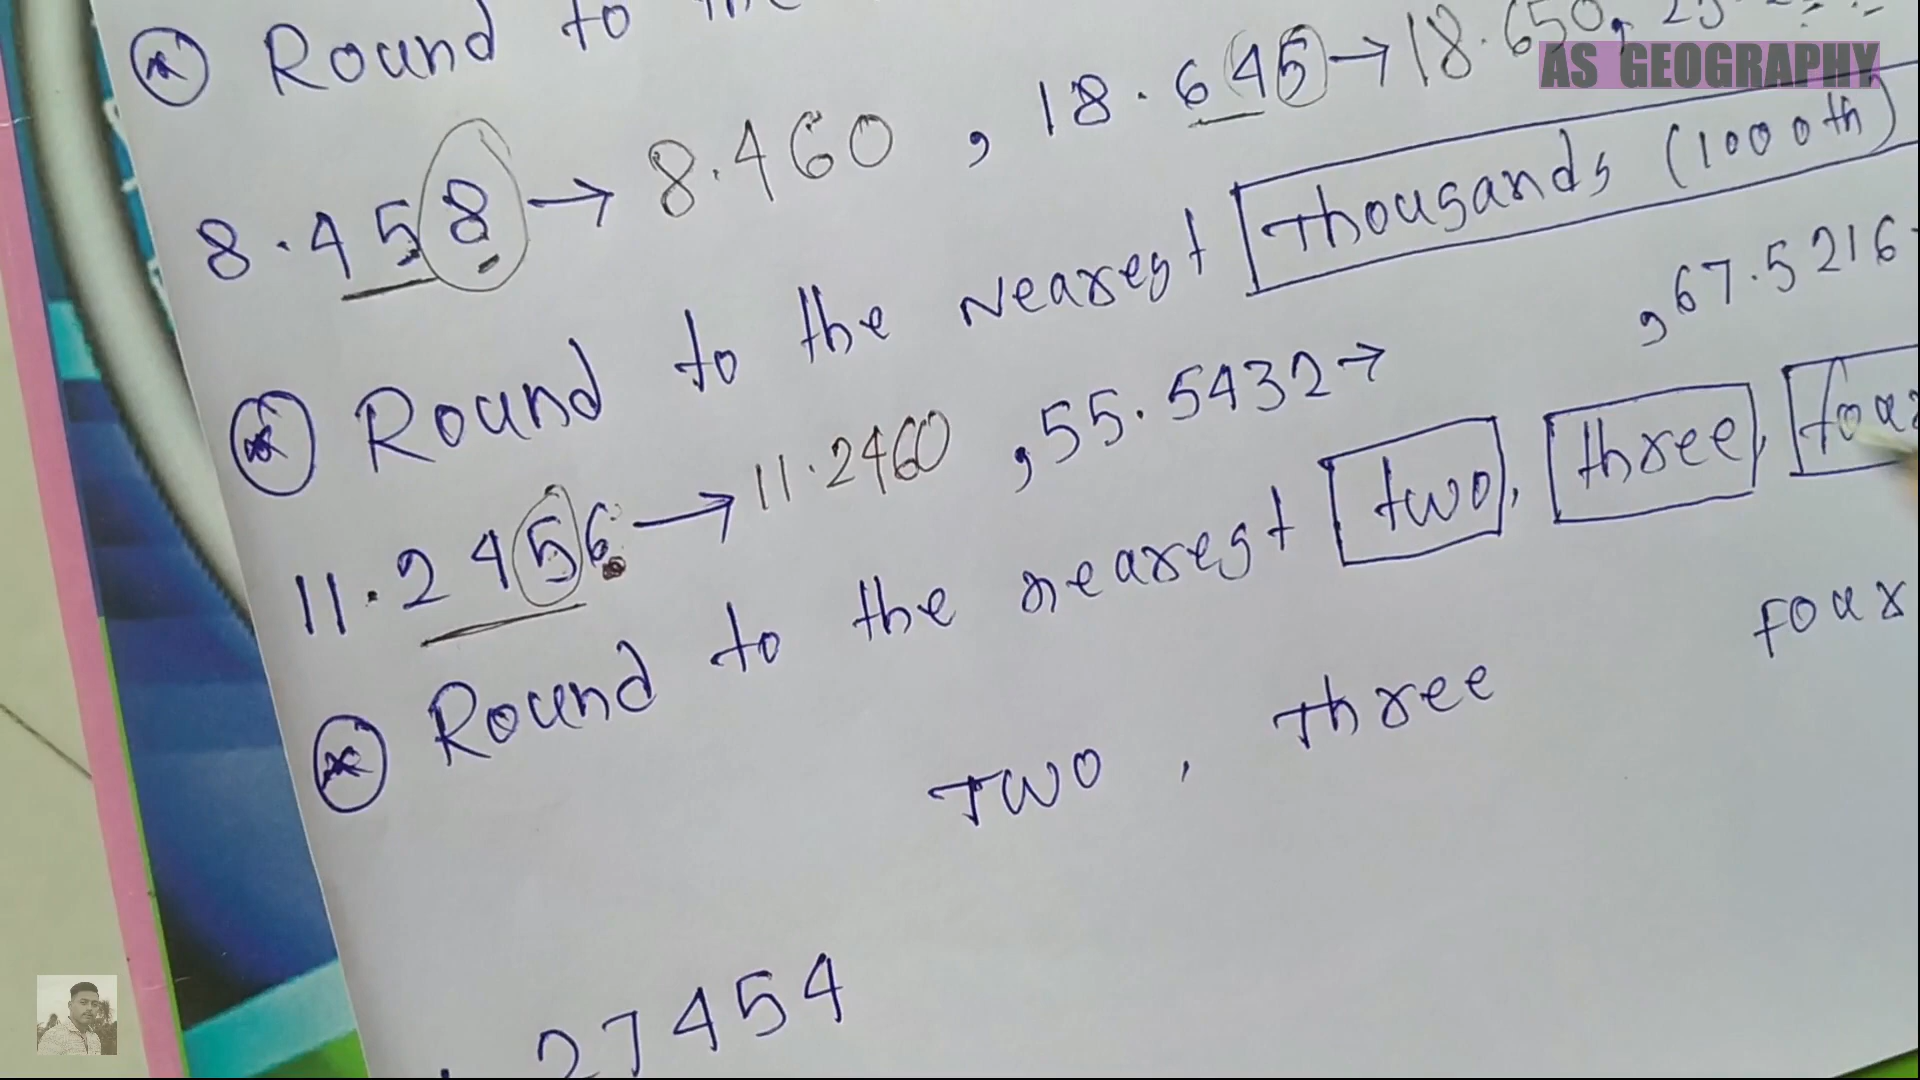 Round to the
8.458 → 8.460 , 18.645 → 18.650,
AS GEOGRAPHY
Round to the Nearest Thousands (1000th)
11.2456 → 11.2460 , 55.5432 → , 67.5216
Round to the nearest two, three, four
TWO , Three Four
27454